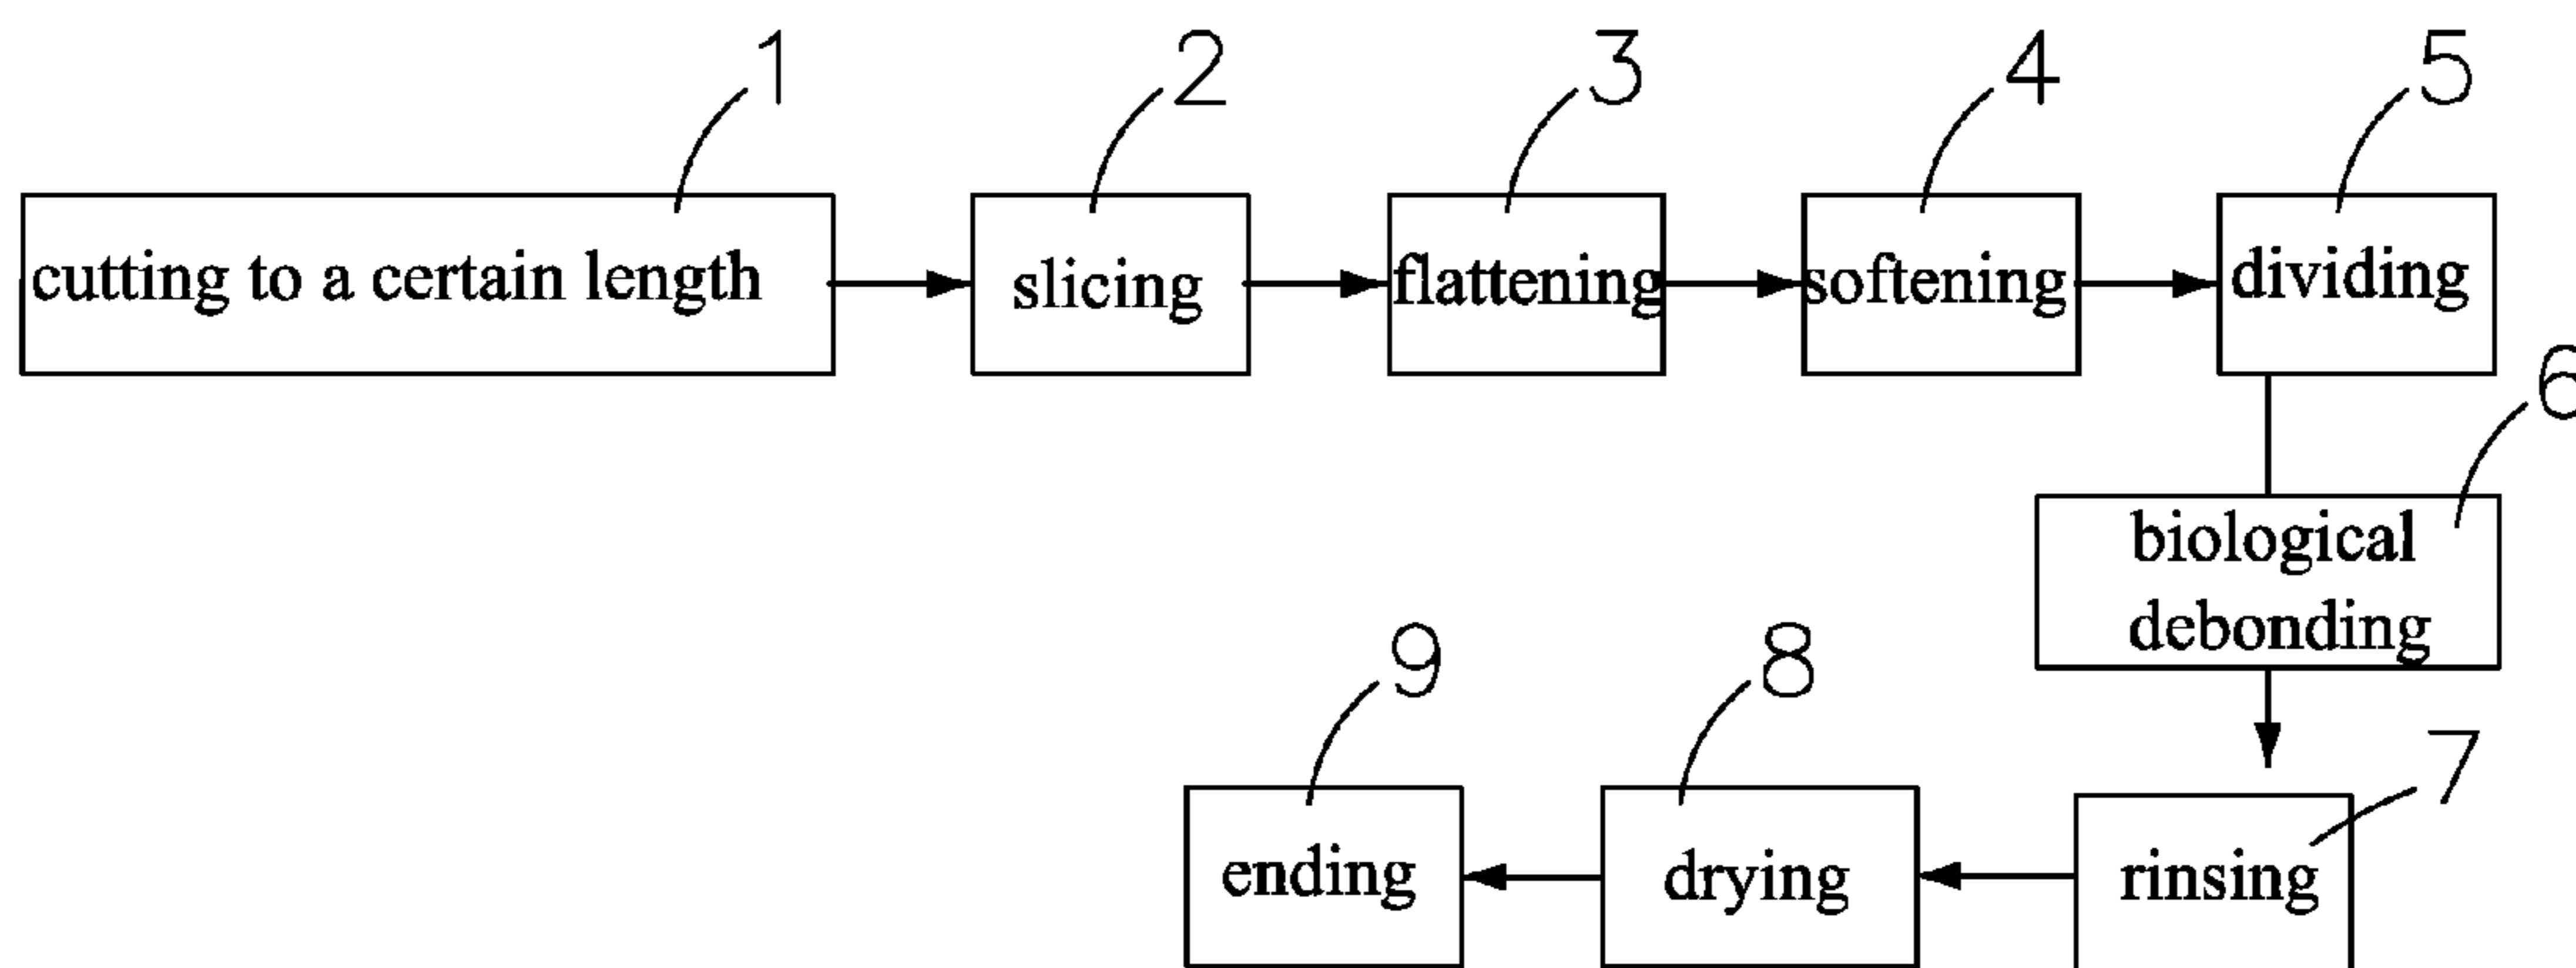 1
2
3
4
5
cutting to a certain length
slicing
flattening
softening
dividing
6
biological
debonding
9
8
7
ending
drying
rinsing